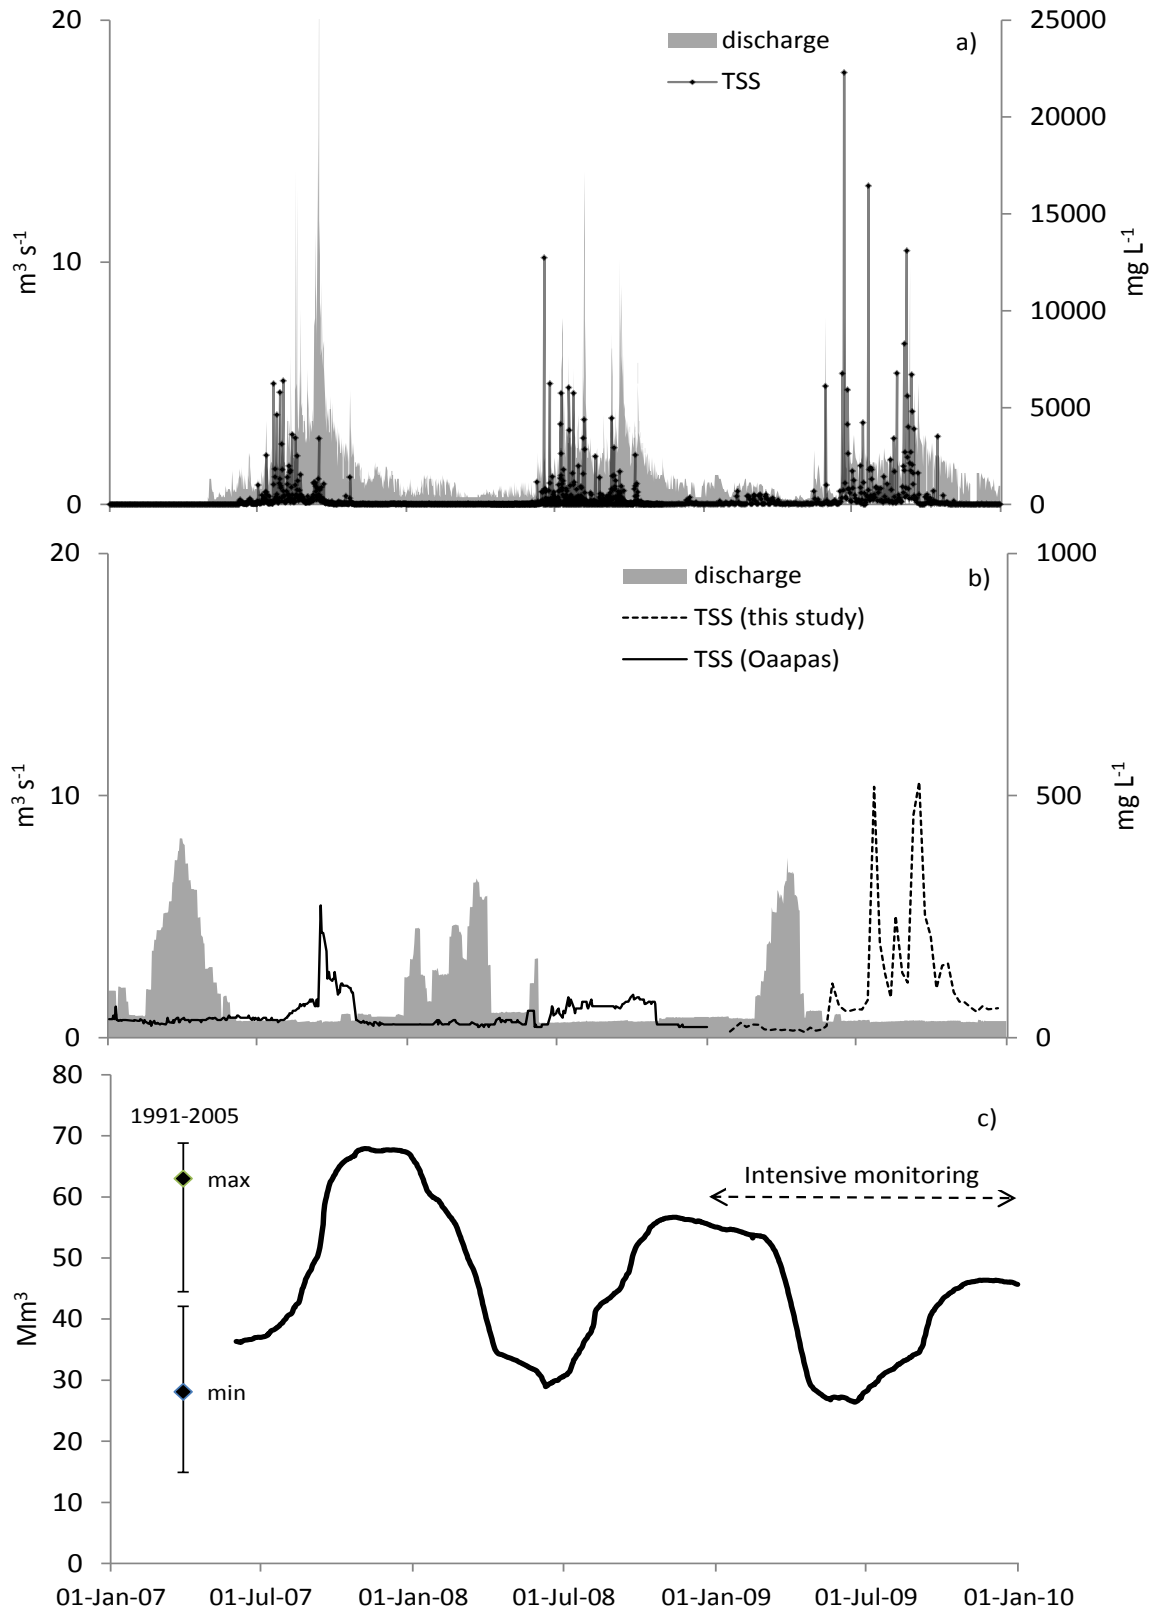 20
25000
discharge
a)
TSS
20000
15000
m³ s⁻¹
10
mg L⁻¹
10000
5000
0
0
20
1000
discharge
b)
TSS (this study)
TSS (Oaapas)
m³ s⁻¹
10
500
mg L⁻¹
0
0
80
1991-2005
c)
70
max
Intensive monitoring
60
50
Mm³
40
30
min
20
10
0
01-Jan-07 01-Jul-07 01-Jan-08 01-Jul-08 01-Jan-09 01-Jul-09 01-Jan-10